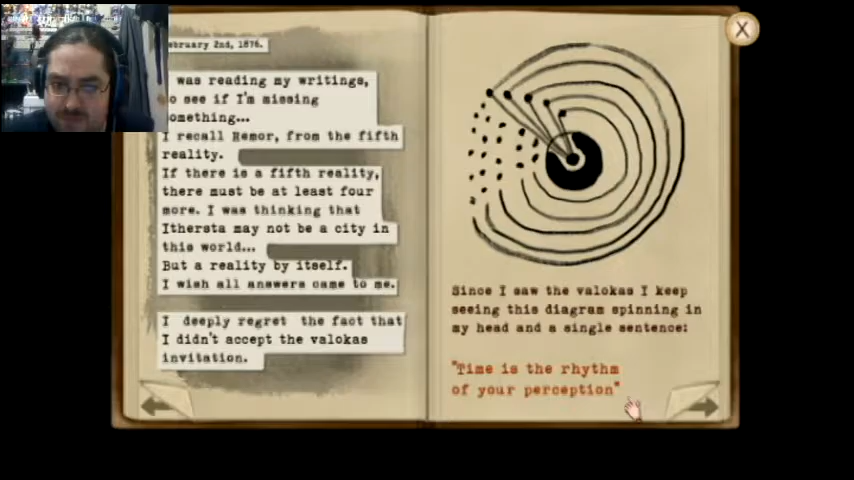 ebruary 2nd, 1876.
was reading my writings,
o see if I'm missing
omething...
I recall Remor, from the fifth
reality.
If there is a fifth reality,
there must be at least four
more. I was thinking that
Ithersta may not be a city in
this world...
But a reality by itself.
I wish all answers came to me.
I deeply regret the fact that
I didn't accept the valokas
invitation.
Since I saw the valokas I keep
seeing this diagram spinning in
my head and a single sentence:
"Time is the rhythm
of your perception"
X